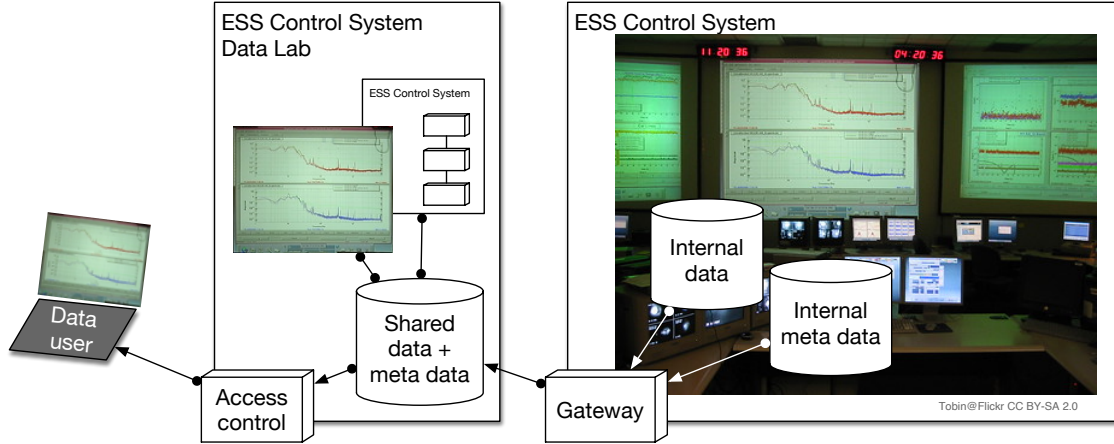 ESS Control System
Data Lab
ESS Control System
ESS Control System
11 20 36
04 20 36
Internal
data
Internal
meta data
Shared
data +
meta data
Data
user
Access
control
Gateway
Tobin@Flickr CC BY-SA 2.0